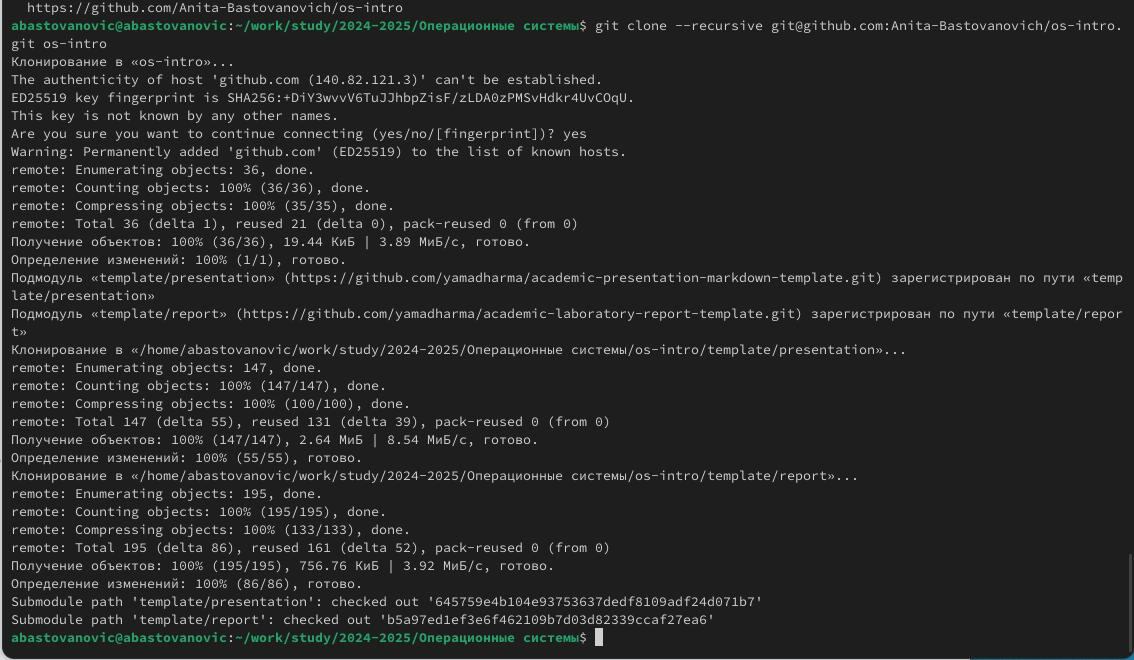 https://github.com/Anita-Bastovanovich/os-intro
abastovanovic@abastovanovic:~/work/study/2024-2025/Операционные системы$ git clone --recursive git@github.com:Anita-Bastovanovich/os-intro.
git os-intro
Клонирование в «os-intro»...
The authenticity of host 'github.com (140.82.121.3)' can't be established.
ED25519 key fingerprint is SHA256:+DiY3wvvV6TuJJhbpZisF/zLDA0zPMSvHdkr4UvCOqU.
This key is not known by any other names.
Are you sure you want to continue connecting (yes/no/[fingerprint])? yes
Warning: Permanently added 'github.com' (ED25519) to the list of known hosts.
remote: Enumerating objects: 36, done.
remote: Counting objects: 100% (36/36), done.
remote: Compressing objects: 100% (35/35), done.
remote: Total 36 (delta 1), reused 21 (delta 0), pack-reused 0 (from 0)
Получение объектов: 100% (36/36), 19.44 КиБ | 3.89 МиБ/с, готово.
Определение изменений: 100% (1/1), готово.
Подмодуль «template/presentation» (https://github.com/yamadharma/academic-presentation-markdown-template.git) зарегистрирован по пути «temp
late/presentation»
Подмодуль «template/report» (https://github.com/yamadharma/academic-laboratory-report-template.git) зарегистрирован по пути «template/repor
t»
Клонирование в «/home/abastovanovic/work/study/2024-2025/Операционные системы/os-intro/template/presentation»...
remote: Enumerating objects: 147, done.
remote: Counting objects: 100% (147/147), done.
remote: Compressing objects: 100% (100/100), done.
remote: Total 147 (delta 55), reused 131 (delta 39), pack-reused 0 (from 0)
Получение объектов: 100% (147/147), 2.64 МиБ | 8.54 МиБ/с, готово.
Определение изменений: 100% (55/55), готово.
Клонирование в «/home/abastovanovic/work/study/2024-2025/Операционные системы/os-intro/template/report»...
remote: Enumerating objects: 195, done.
remote: Counting objects: 100% (195/195), done.
remote: Compressing objects: 100% (133/133), done.
remote: Total 195 (delta 86), reused 161 (delta 52), pack-reused 0 (from 0)
Получение объектов: 100% (195/195), 756.76 КиБ | 3.92 МиБ/с, готово.
Определение изменений: 100% (86/86), готово.
Submodule path 'template/presentation': checked out '645759e4b104e93753637dedf8109adf24d071b7'
Submodule path 'template/report': checked out 'b5a97ed1ef3e6f462109b7d03d82339ccaf27ea6'
abastovanovic@abastovanovic:~/work/study/2024-2025/Операционные системы$